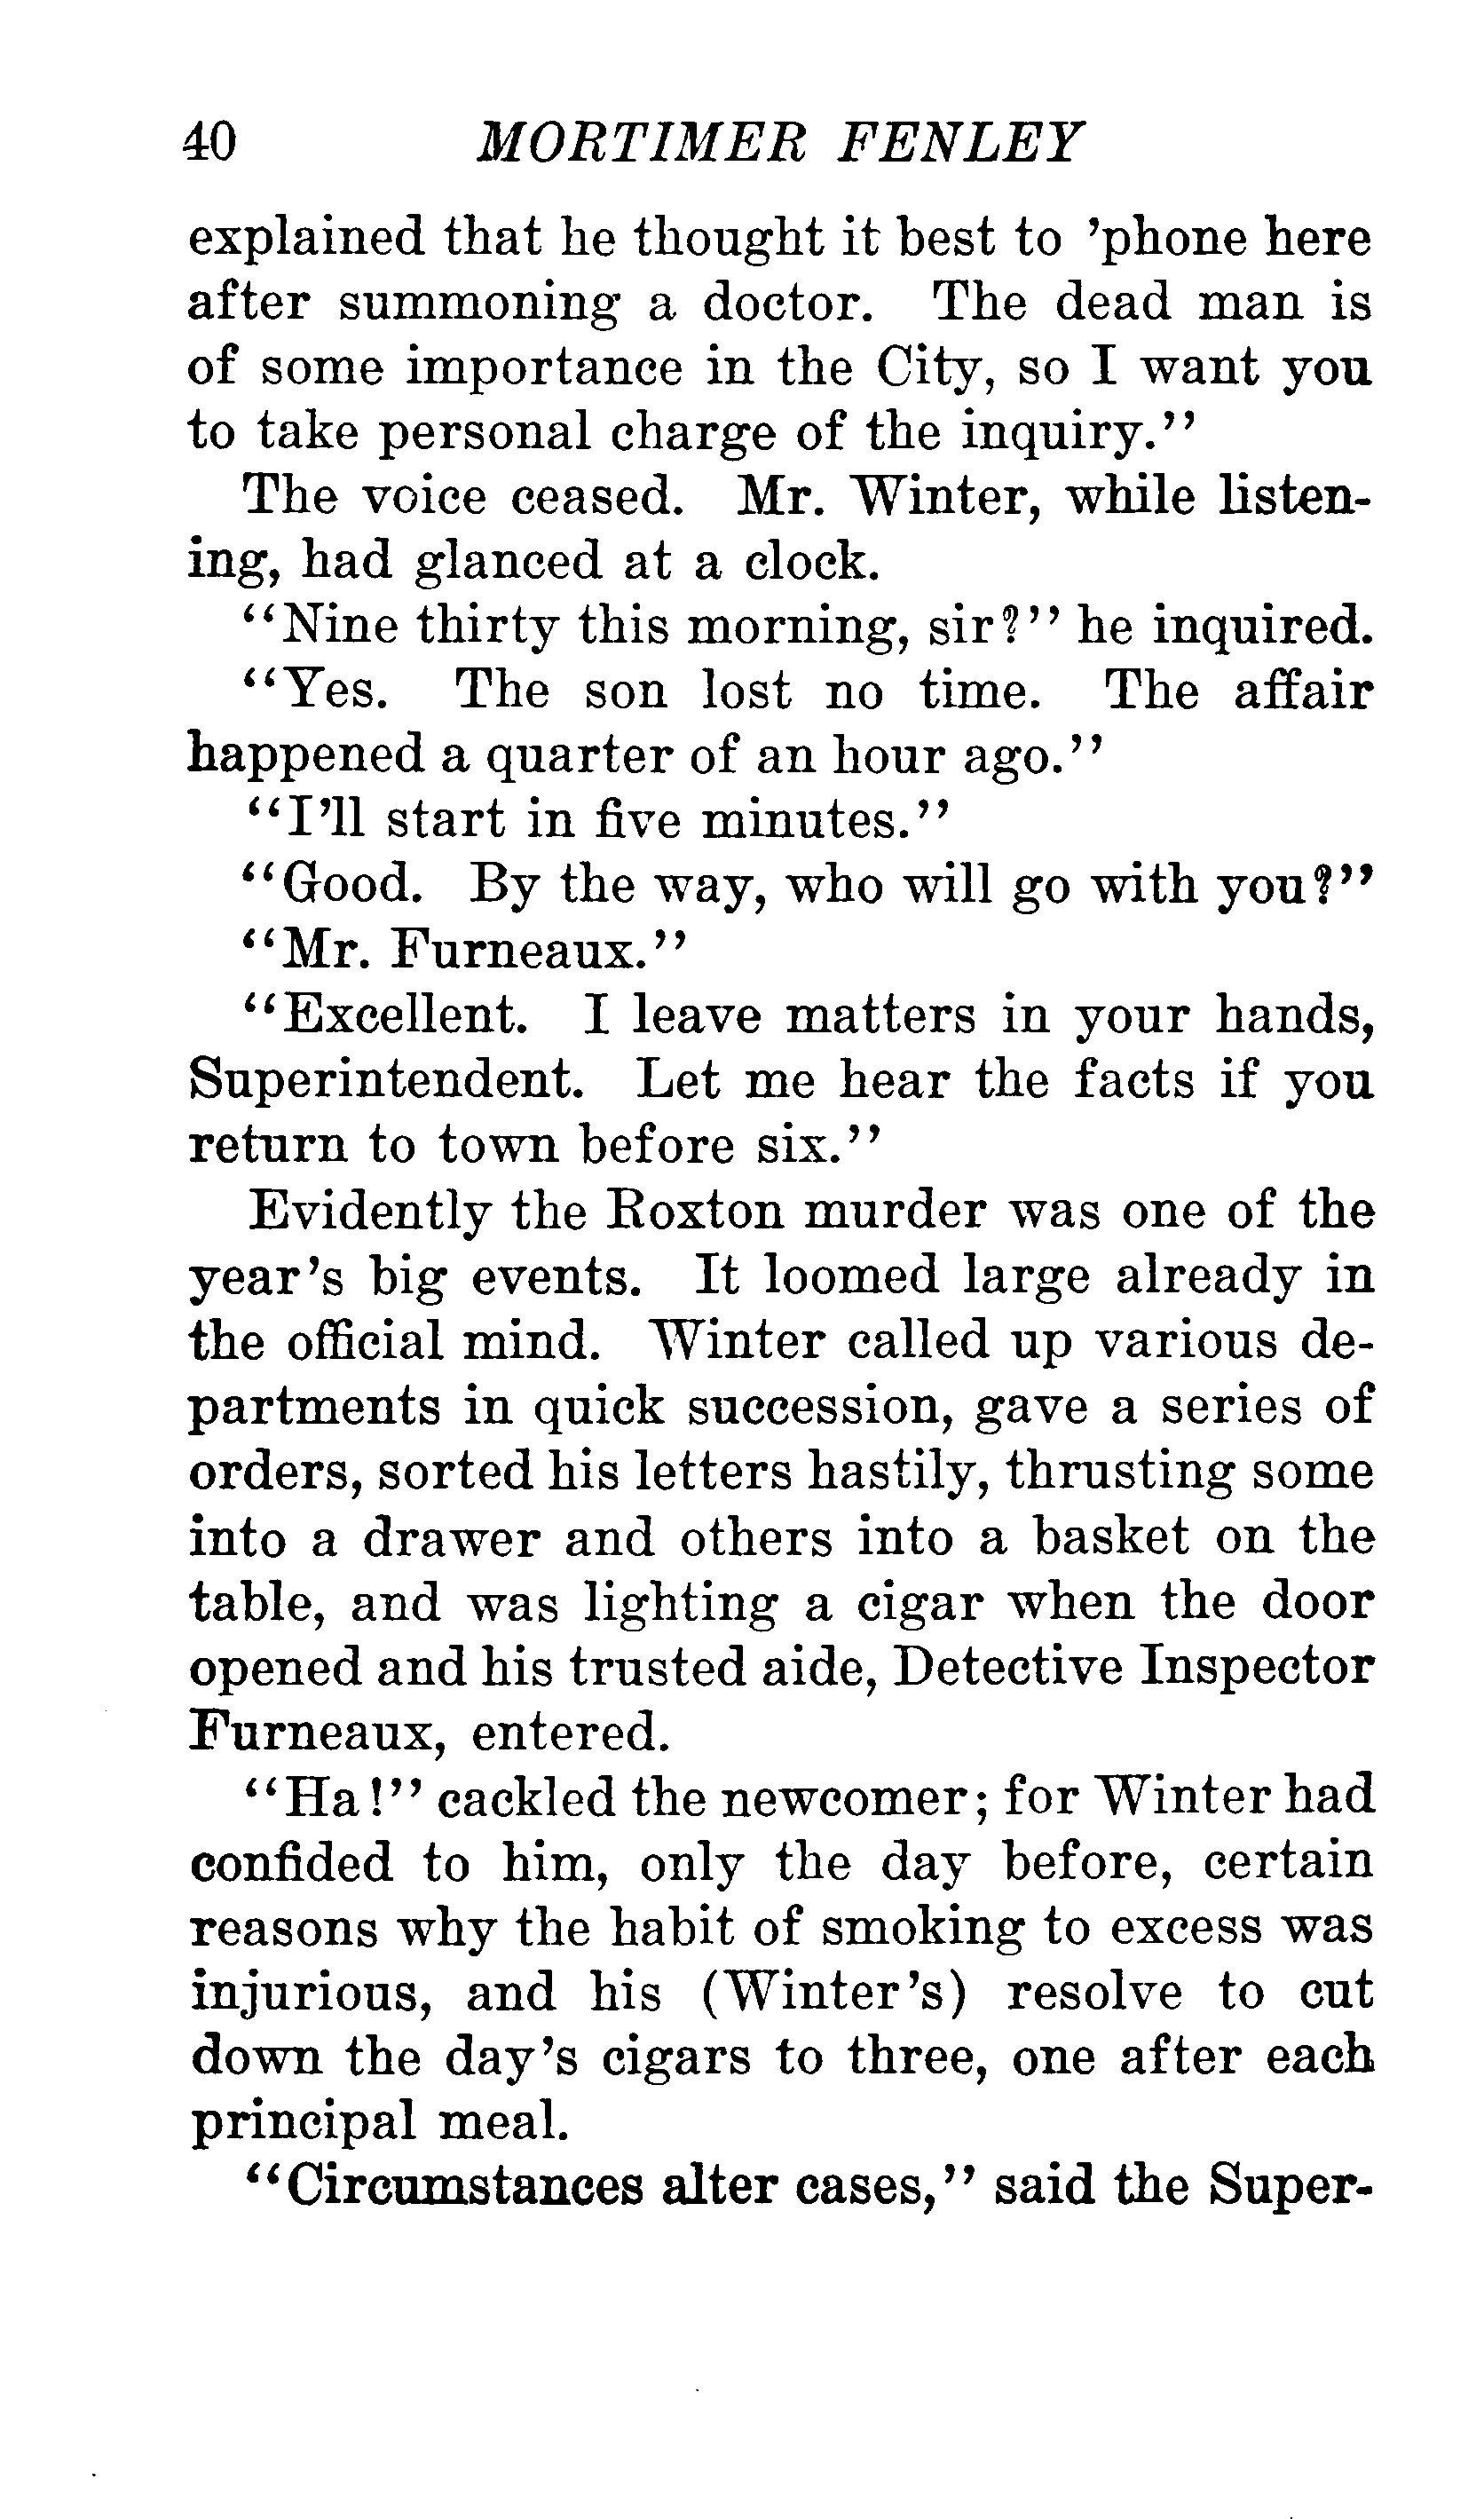 40 MORTIMER FENLEY
explained that he thought it best to 'phone here
after summoning a doctor. The dead man is
of some importance in the City, so I want you
to take personal charge of the inquiry.''
The voice ceased. Mr. Winter, while listen-
ing, had glanced at a clock.
''Nine thirty this morning, sir?'' he inquired.
''Yes. The son lost no time. The affair
happened a quarter of an hour ago.''
''I'll start in five minutes.''
''Good. By the way, who will go with you?''
''Mr. Furneaux.''
''Excellent. I leave matters in your hands,
Superintendent. Let me hear the facts if you
return to town before six.''
Evidently the Roxton murder was one of the
year's big events. It loomed large already in
the official mind. Winter called up various de-
partments in quick succession, gave a series of
orders, sorted his letters hastily, thrusting some
into a drawer and others into a basket on the
table, and was lighting a cigar when the door
opened and his trusted aide, Detective Inspector
Furneaux, entered.
''Ha!'' cackled the newcomer; for Winter had
confided to him, only the day before, certain
reasons why the habit of smoking to excess was
injurious, and his (Winter's) resolve to cut
down the day's cigars to three, one after each
principal meal.
''Circumstances alter cases,'' said the Super-